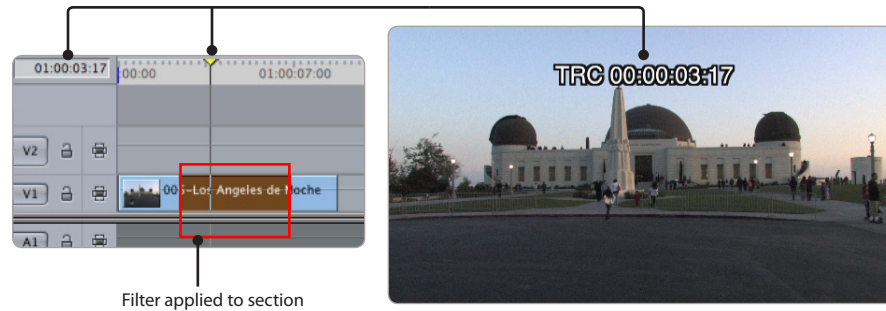 01:00:03:17
:00:00
01:00:07:00
TRC 00:00:03:17
V2
V1
005-Los Angeles de Noche
A1
Filter applied to section